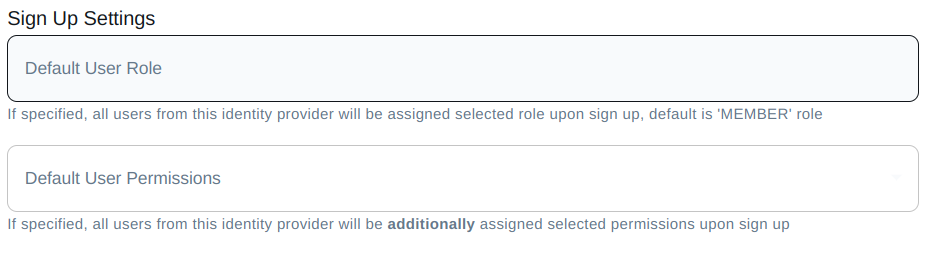 Sign Up Settings
Default User Role
If specified, all users from this identity provider will be assigned selected role upon sign up, default is 'MEMBER' role
Default User Permissions
If specified, all users from this identity provider will be additionally assigned selected permissions upon sign up